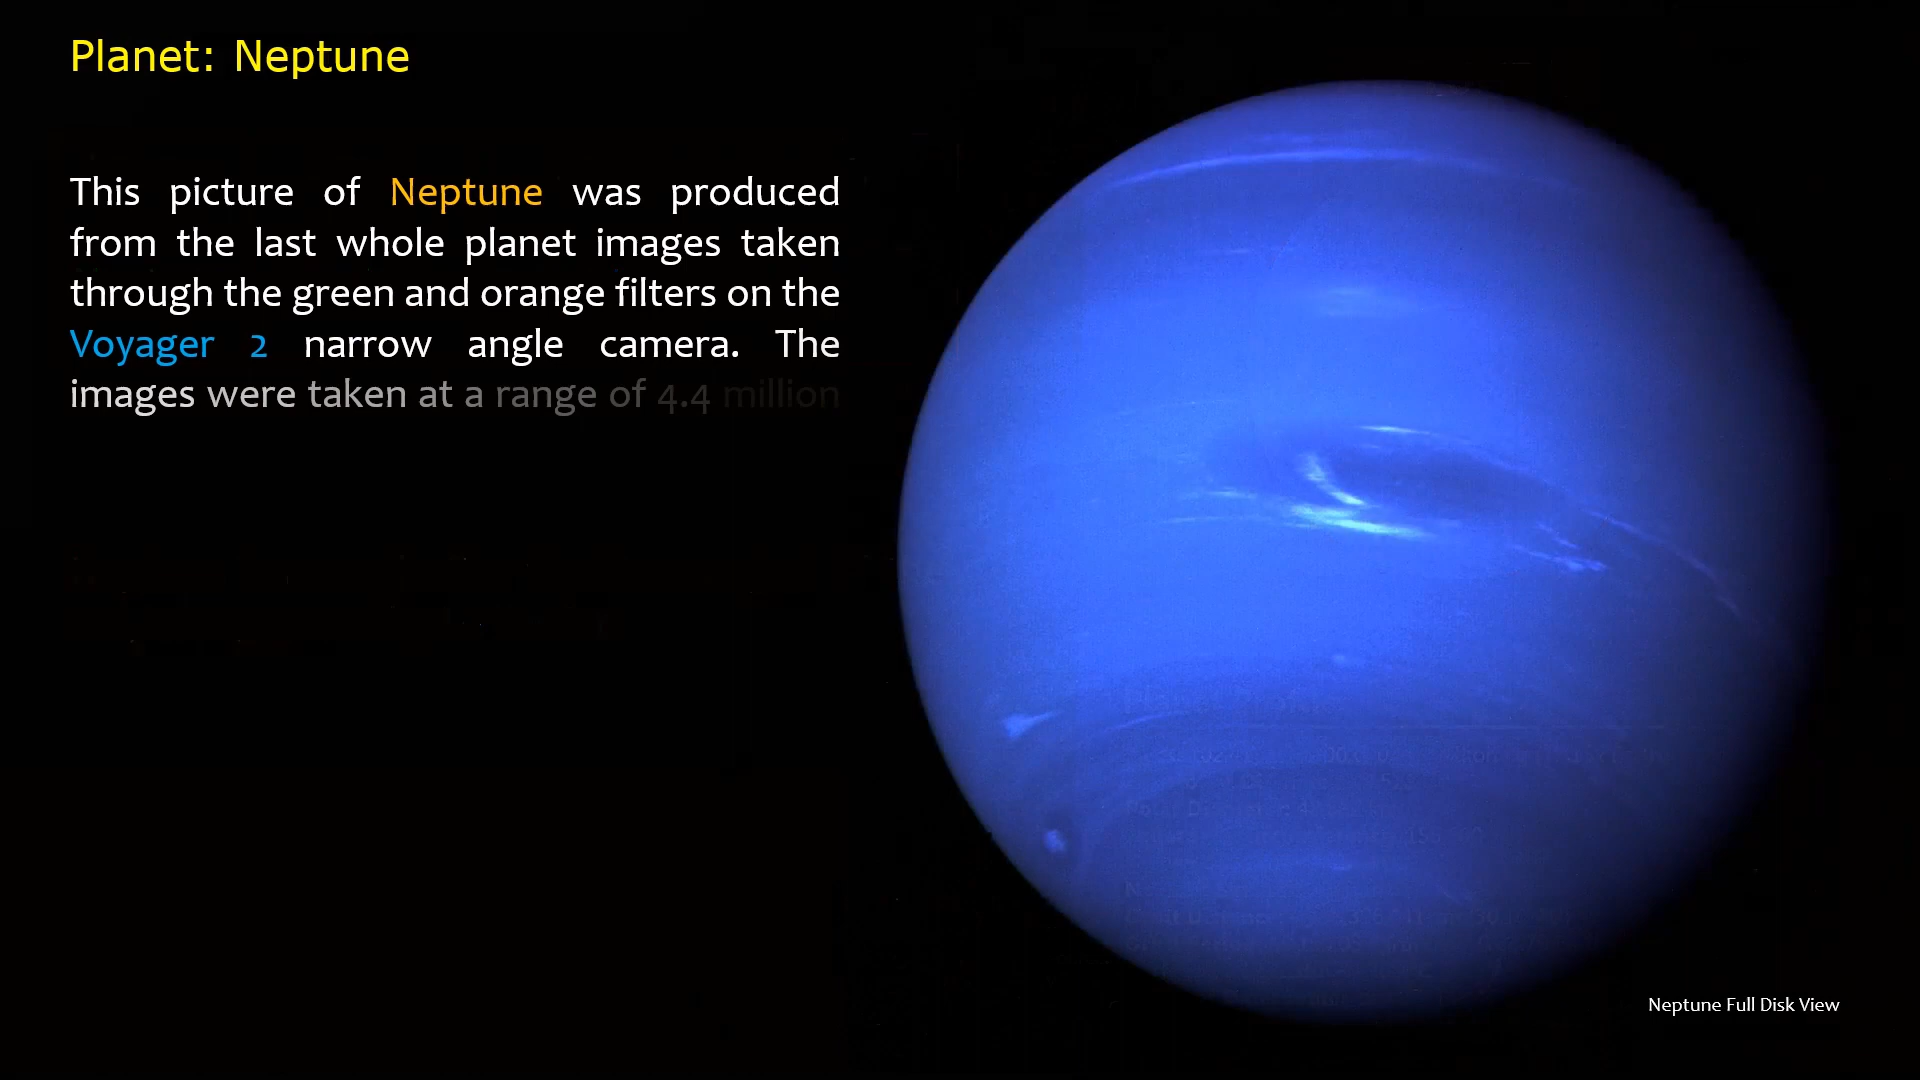 Planet: Neptune
This picture of Neptune was produced
from the last whole planet images taken
through the green and orange filters on the
Voyager 2 narrow angle camera. The
images were taken at a range of 4.4 million
Neptune Full Disk View